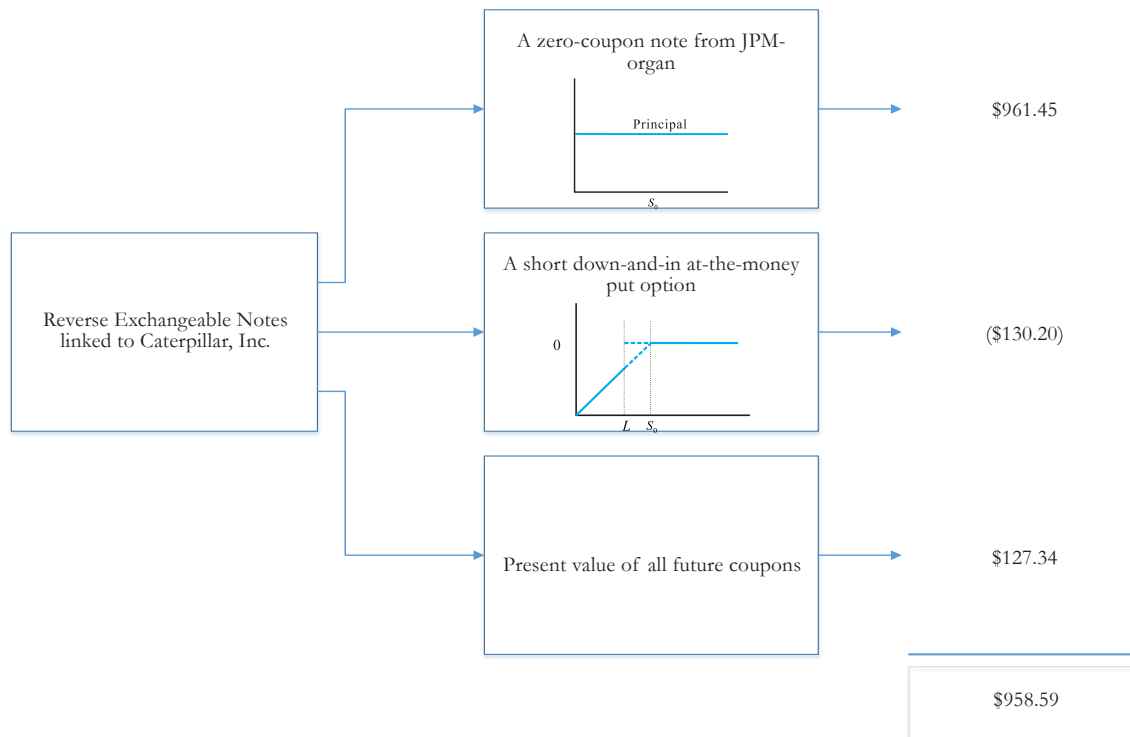 A zero-coupon note from JPM-
organ
Principal
S₀
$961.45
Reverse Exchangeable Notes
linked to Caterpillar, Inc.
A short down-and-in at-the-money
put option
0
L S₀
($130.20)
Present value of all future coupons
$127.34
$958.59